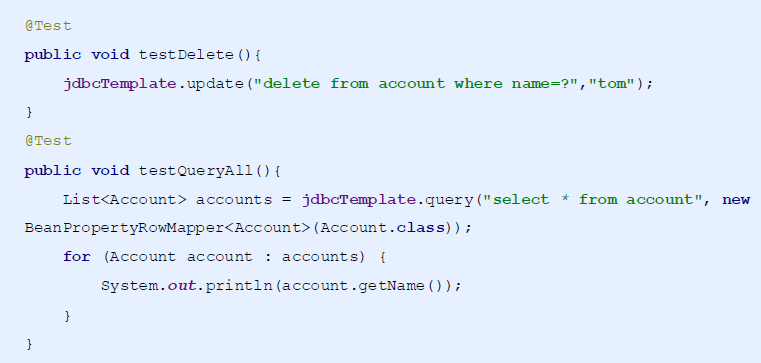 @Test
public void testDelete(){
    jdbcTemplate.update("delete from account where name=?","tom");
}
@Test
public void testQueryAll(){
    List<Account> accounts = jdbcTemplate.query("select * from account", new
BeanPropertyRowMapper<Account>(Account.class));
    for (Account account : accounts) {
        System.out.println(account.getName());
    }
}